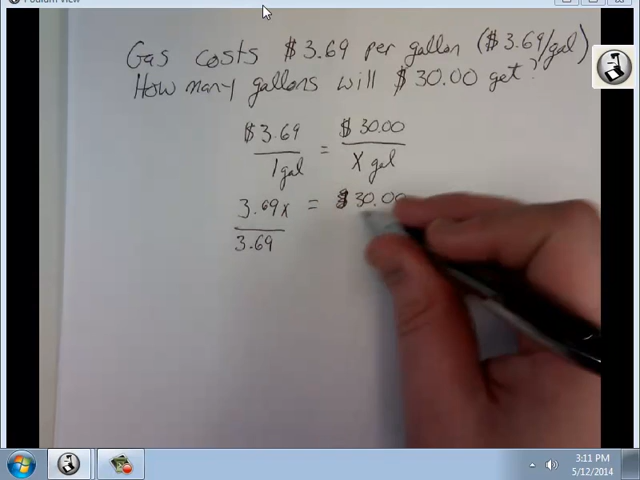 Podium View
Gas costs $3.69 per gallon ($3.69/gal)
How many gallons will $30.00 get?
$3.69 = $30.00
1 gal x gal
3.69x = $30.00
3.69
3:11 PM
5/12/2014